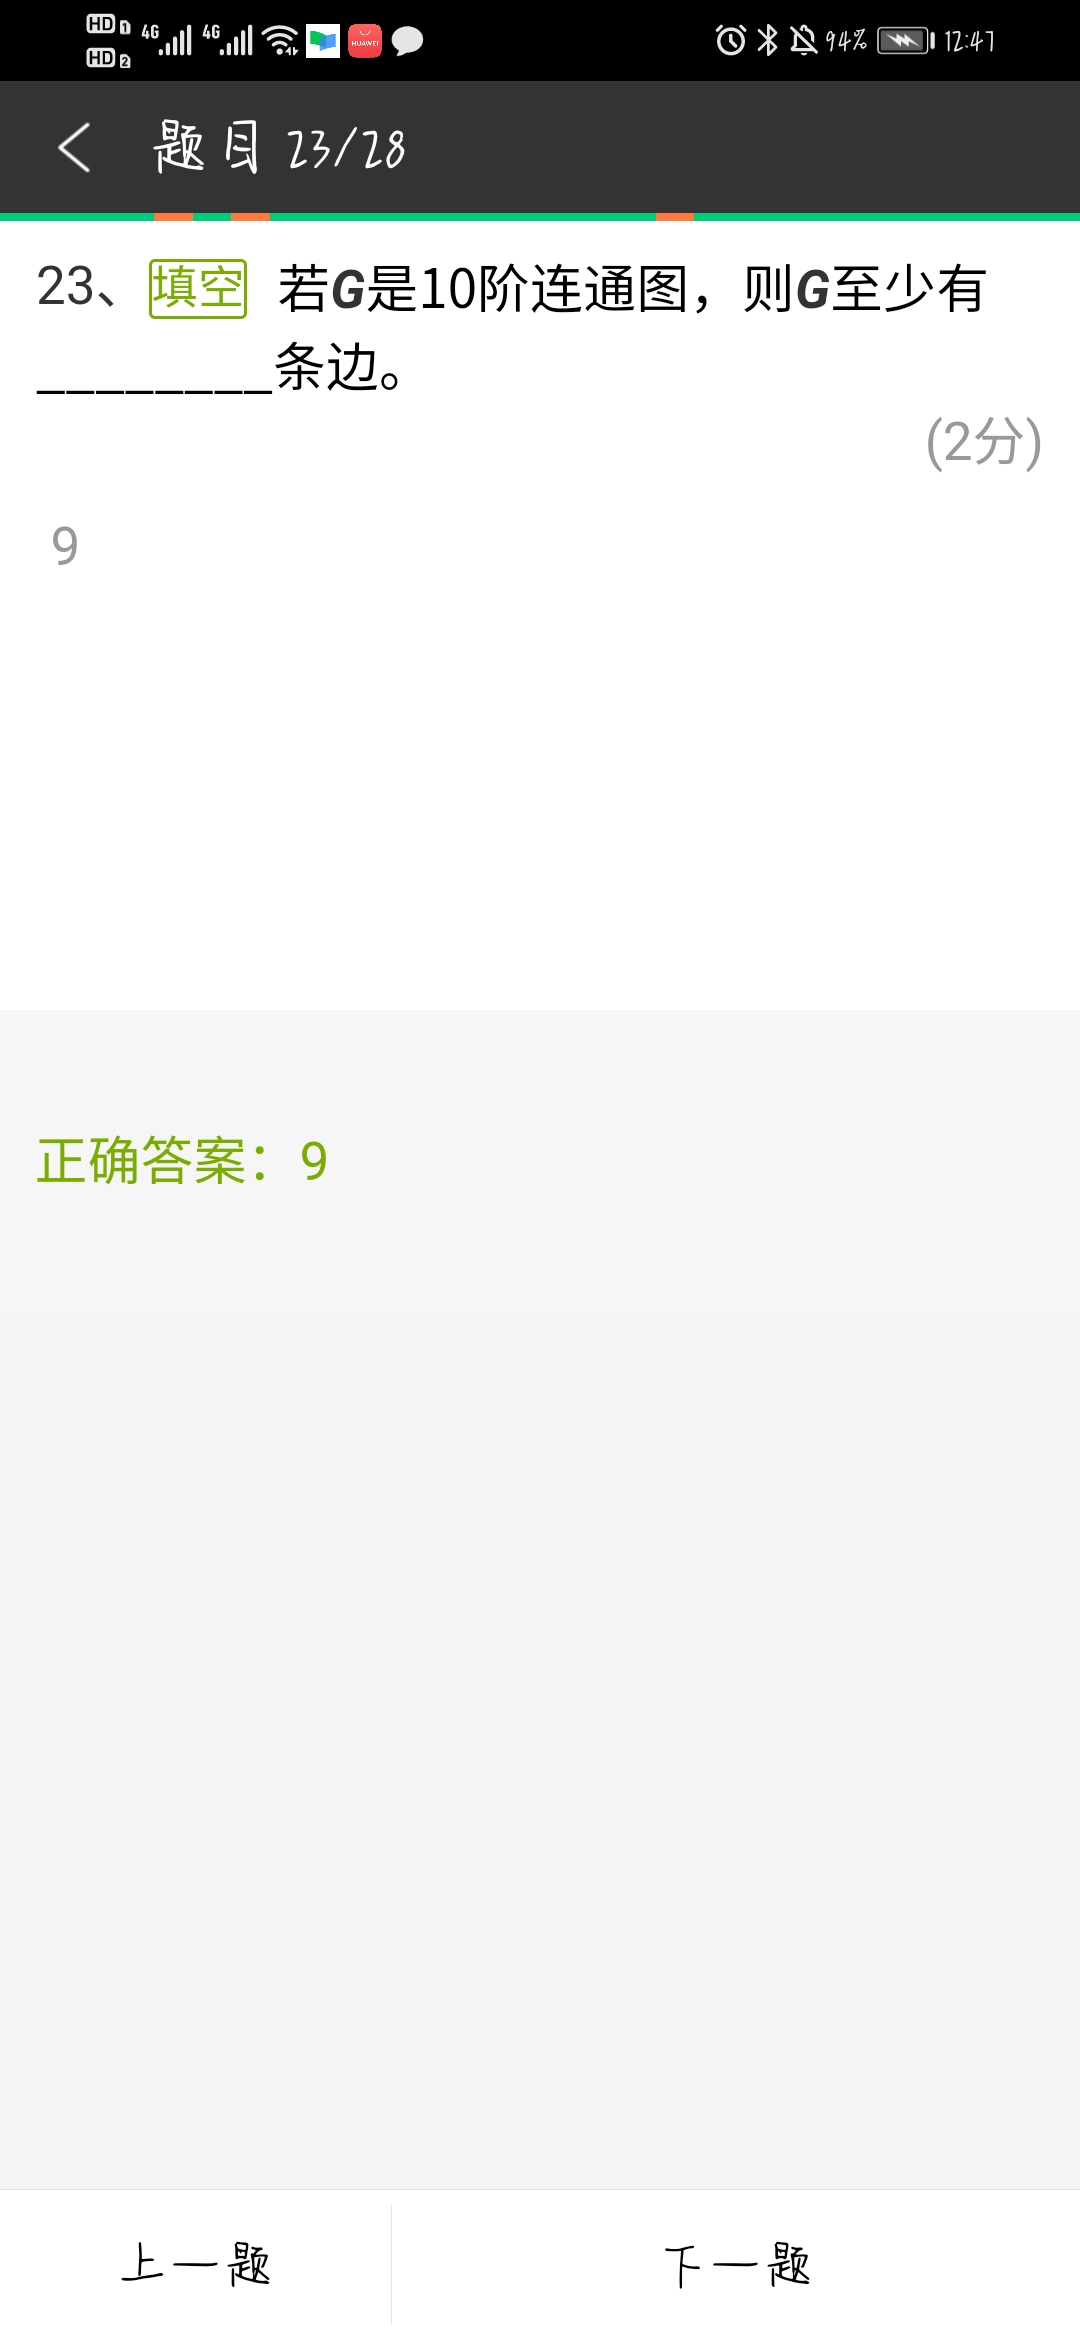 HD 1 4G 4G HUAWEI 94% 12:47
HD 2
题目 23/28
23、 填空 若G是10阶连通图，则G至少有
________条边。
(2分)
9
正确答案：9
上一题 下一题